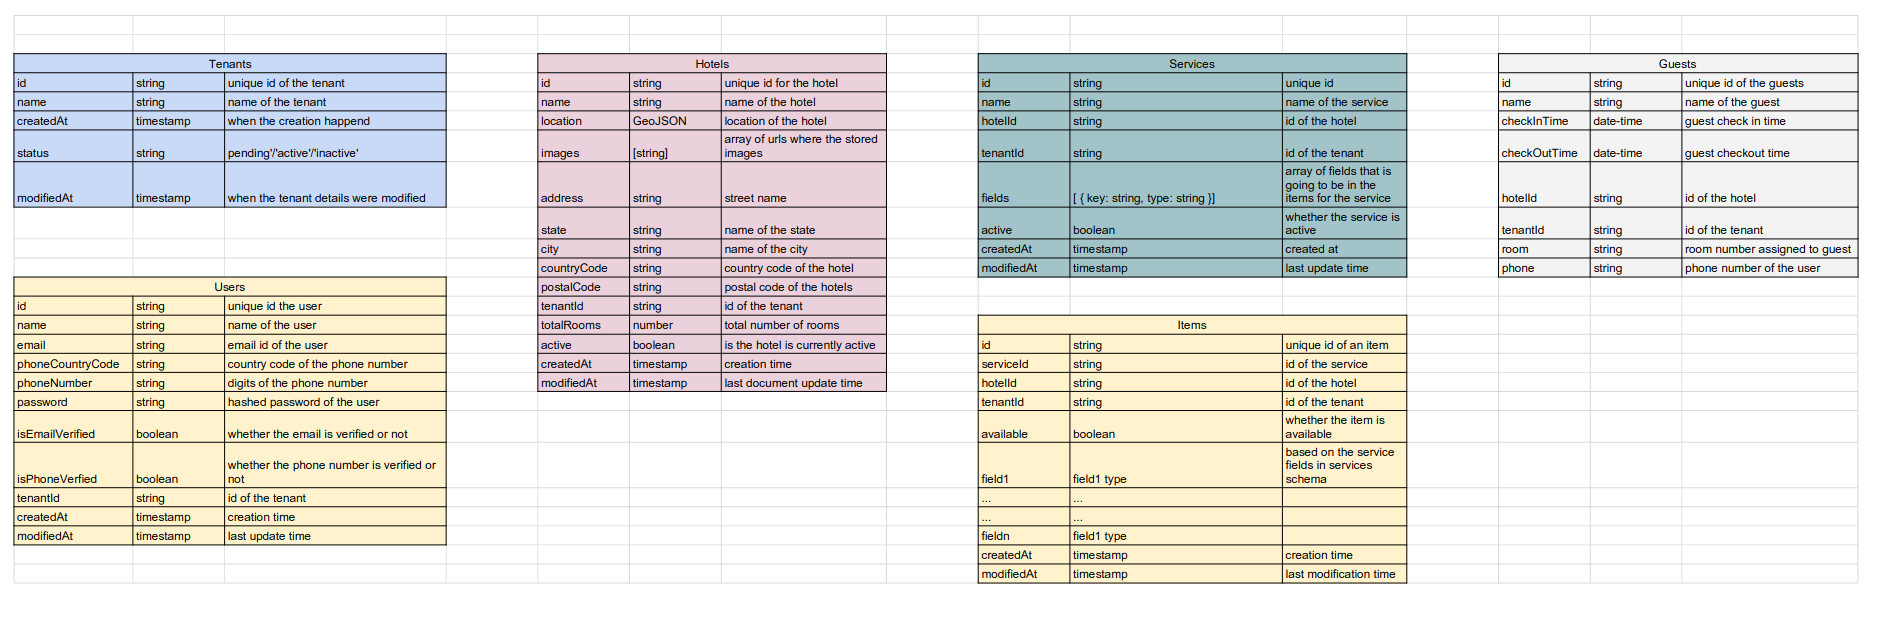 Tenants
id string unique id of the tenant
name string name of the tenant
createdAt timestamp when the creation happend
status string pending'/'active'/'inactive'
modifiedAt timestamp when the tenant details were modified
Users
id string unique id the user
name string name of the user
email string email id of the user
phoneCountryCode string country code of the phone number
phoneNumber string digits of the phone number
password string hashed password of the user
isEmailVerified boolean whether the email is verified or not
whether the phone number is verified or
isPhoneVerfied boolean not
tenantId string id of the tenant
createdAt timestamp creation time
modifiedAt timestamp last update time
Hotels
id string unique id for the hotel
name string name of the hotel
location GeoJSON location of the hotel
array of urls where the stored
images [string] images
address string street name
state string name of the state
city string name of the city
countryCode string country code of the hotel
postalCode string postal code of the hotels
tenantId string id of the tenant
totalRooms number total number of rooms
active boolean is the hotel is currently active
createdAt timestamp creation time
modifiedAt timestamp last document update time
Services
id string unique id
name string name of the service
hotelId string id of the hotel
tenantId string id of the tenant
array of fields that is
going to be in the
fields [ { key: string, type: string }] items for the service
whether the service is
active boolean active
createdAt timestamp created at
modifiedAt timestamp last update time
Items
id string unique id of an item
serviceId string id of the service
hotelId string id of the hotel
tenantId string id of the tenant
whether the item is
available boolean available
based on the service
fields in services
field1 field1 type schema
... ...
... ...
fieldn field1 type
createdAt timestamp creation time
modifiedAt timestamp last modification time
Guests
id string unique id of the guests
name string name of the guest
checkInTime date-time guest check in time
checkOutTime date-time guest checkout time
hotelId string id of the hotel
tenantId string id of the tenant
room string room number assigned to guest
phone string phone number of the user